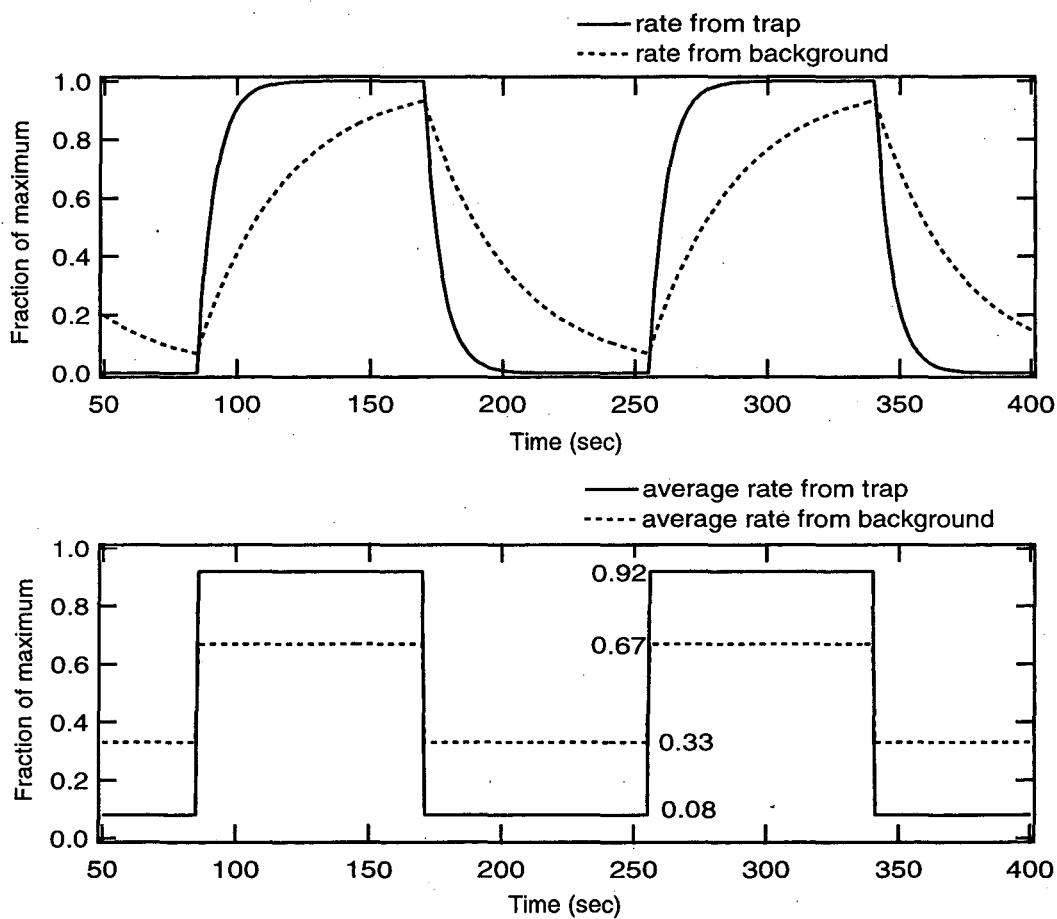 rate from trap
rate from background
1.0
0.8
0.6
0.4
0.2
0.0
Fraction of maximum
50 100 150 200 250 300 350 400
Time (sec)
average rate from trap
average rate from background
1.0
0.8
0.6
0.4
0.2
0.0
Fraction of maximum
0.92
0.67
0.33
0.08
50 100 150 200 250 300 350 400
Time (sec)